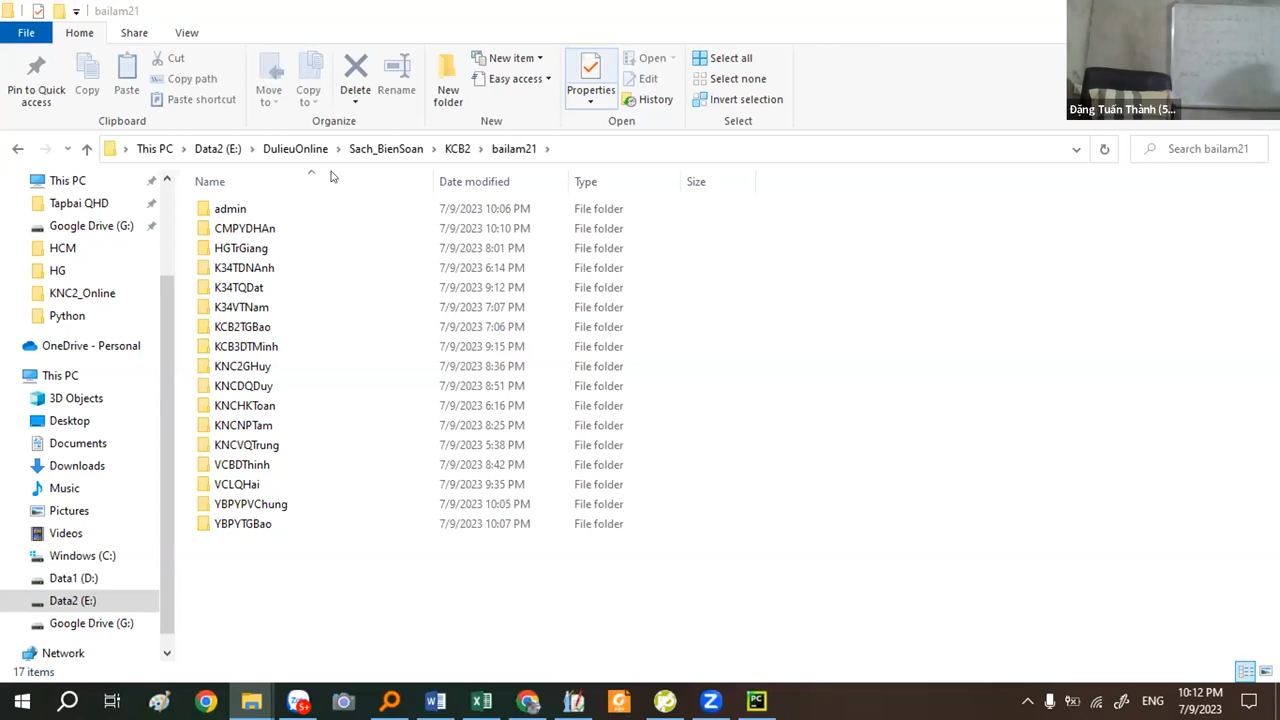 bailam21
File Home Share View
Pin to Quick access
Copy
Paste
Cut
Copy path
Paste shortcut
Clipboard
Move to
Copy to
Delete
Rename
Organize
New folder
New item
Easy access
New
Properties
Open
Edit
History
Open
Select all
Select none
Invert selection
Select
Đặng Tuấn Thành (5...
This PC > Data2 (E:) > DulieuOnline > Sach_BienSoan > KCB2 > bailam21 >
Search bailam21
This PC
Tapbai QHD
Google Drive (G:)
HCM
HG
KNC2_Online
Python
OneDrive - Personal
This PC
3D Objects
Desktop
Documents
Downloads
Music
Pictures
Videos
Windows (C:)
Data1 (D:)
Data2 (E:)
Google Drive (G:)
Network
Name Date modified Type Size
admin 7/9/2023 10:06 PM File folder
CMPYDHAn 7/9/2023 10:10 PM File folder
HGTrGiang 7/9/2023 8:01 PM File folder
K34TDNAnh 7/9/2023 6:14 PM File folder
K34TQDat 7/9/2023 9:12 PM File folder
K34VTNam 7/9/2023 7:07 PM File folder
KCB2TGBao 7/9/2023 7:06 PM File folder
KCB3DTMinh 7/9/2023 9:15 PM File folder
KNC2GHuy 7/9/2023 8:36 PM File folder
KNCDQDuy 7/9/2023 8:51 PM File folder
KNCHKToan 7/9/2023 6:16 PM File folder
KNCNPTam 7/9/2023 8:25 PM File folder
KNCVQTrung 7/9/2023 5:38 PM File folder
VCBDThinh 7/9/2023 8:42 PM File folder
VCLQHai 7/9/2023 9:35 PM File folder
YBPYPVChung 7/9/2023 10:05 PM File folder
YBPYTGBao 7/9/2023 10:07 PM File folder
17 items
ENG
10:12 PM
7/9/2023